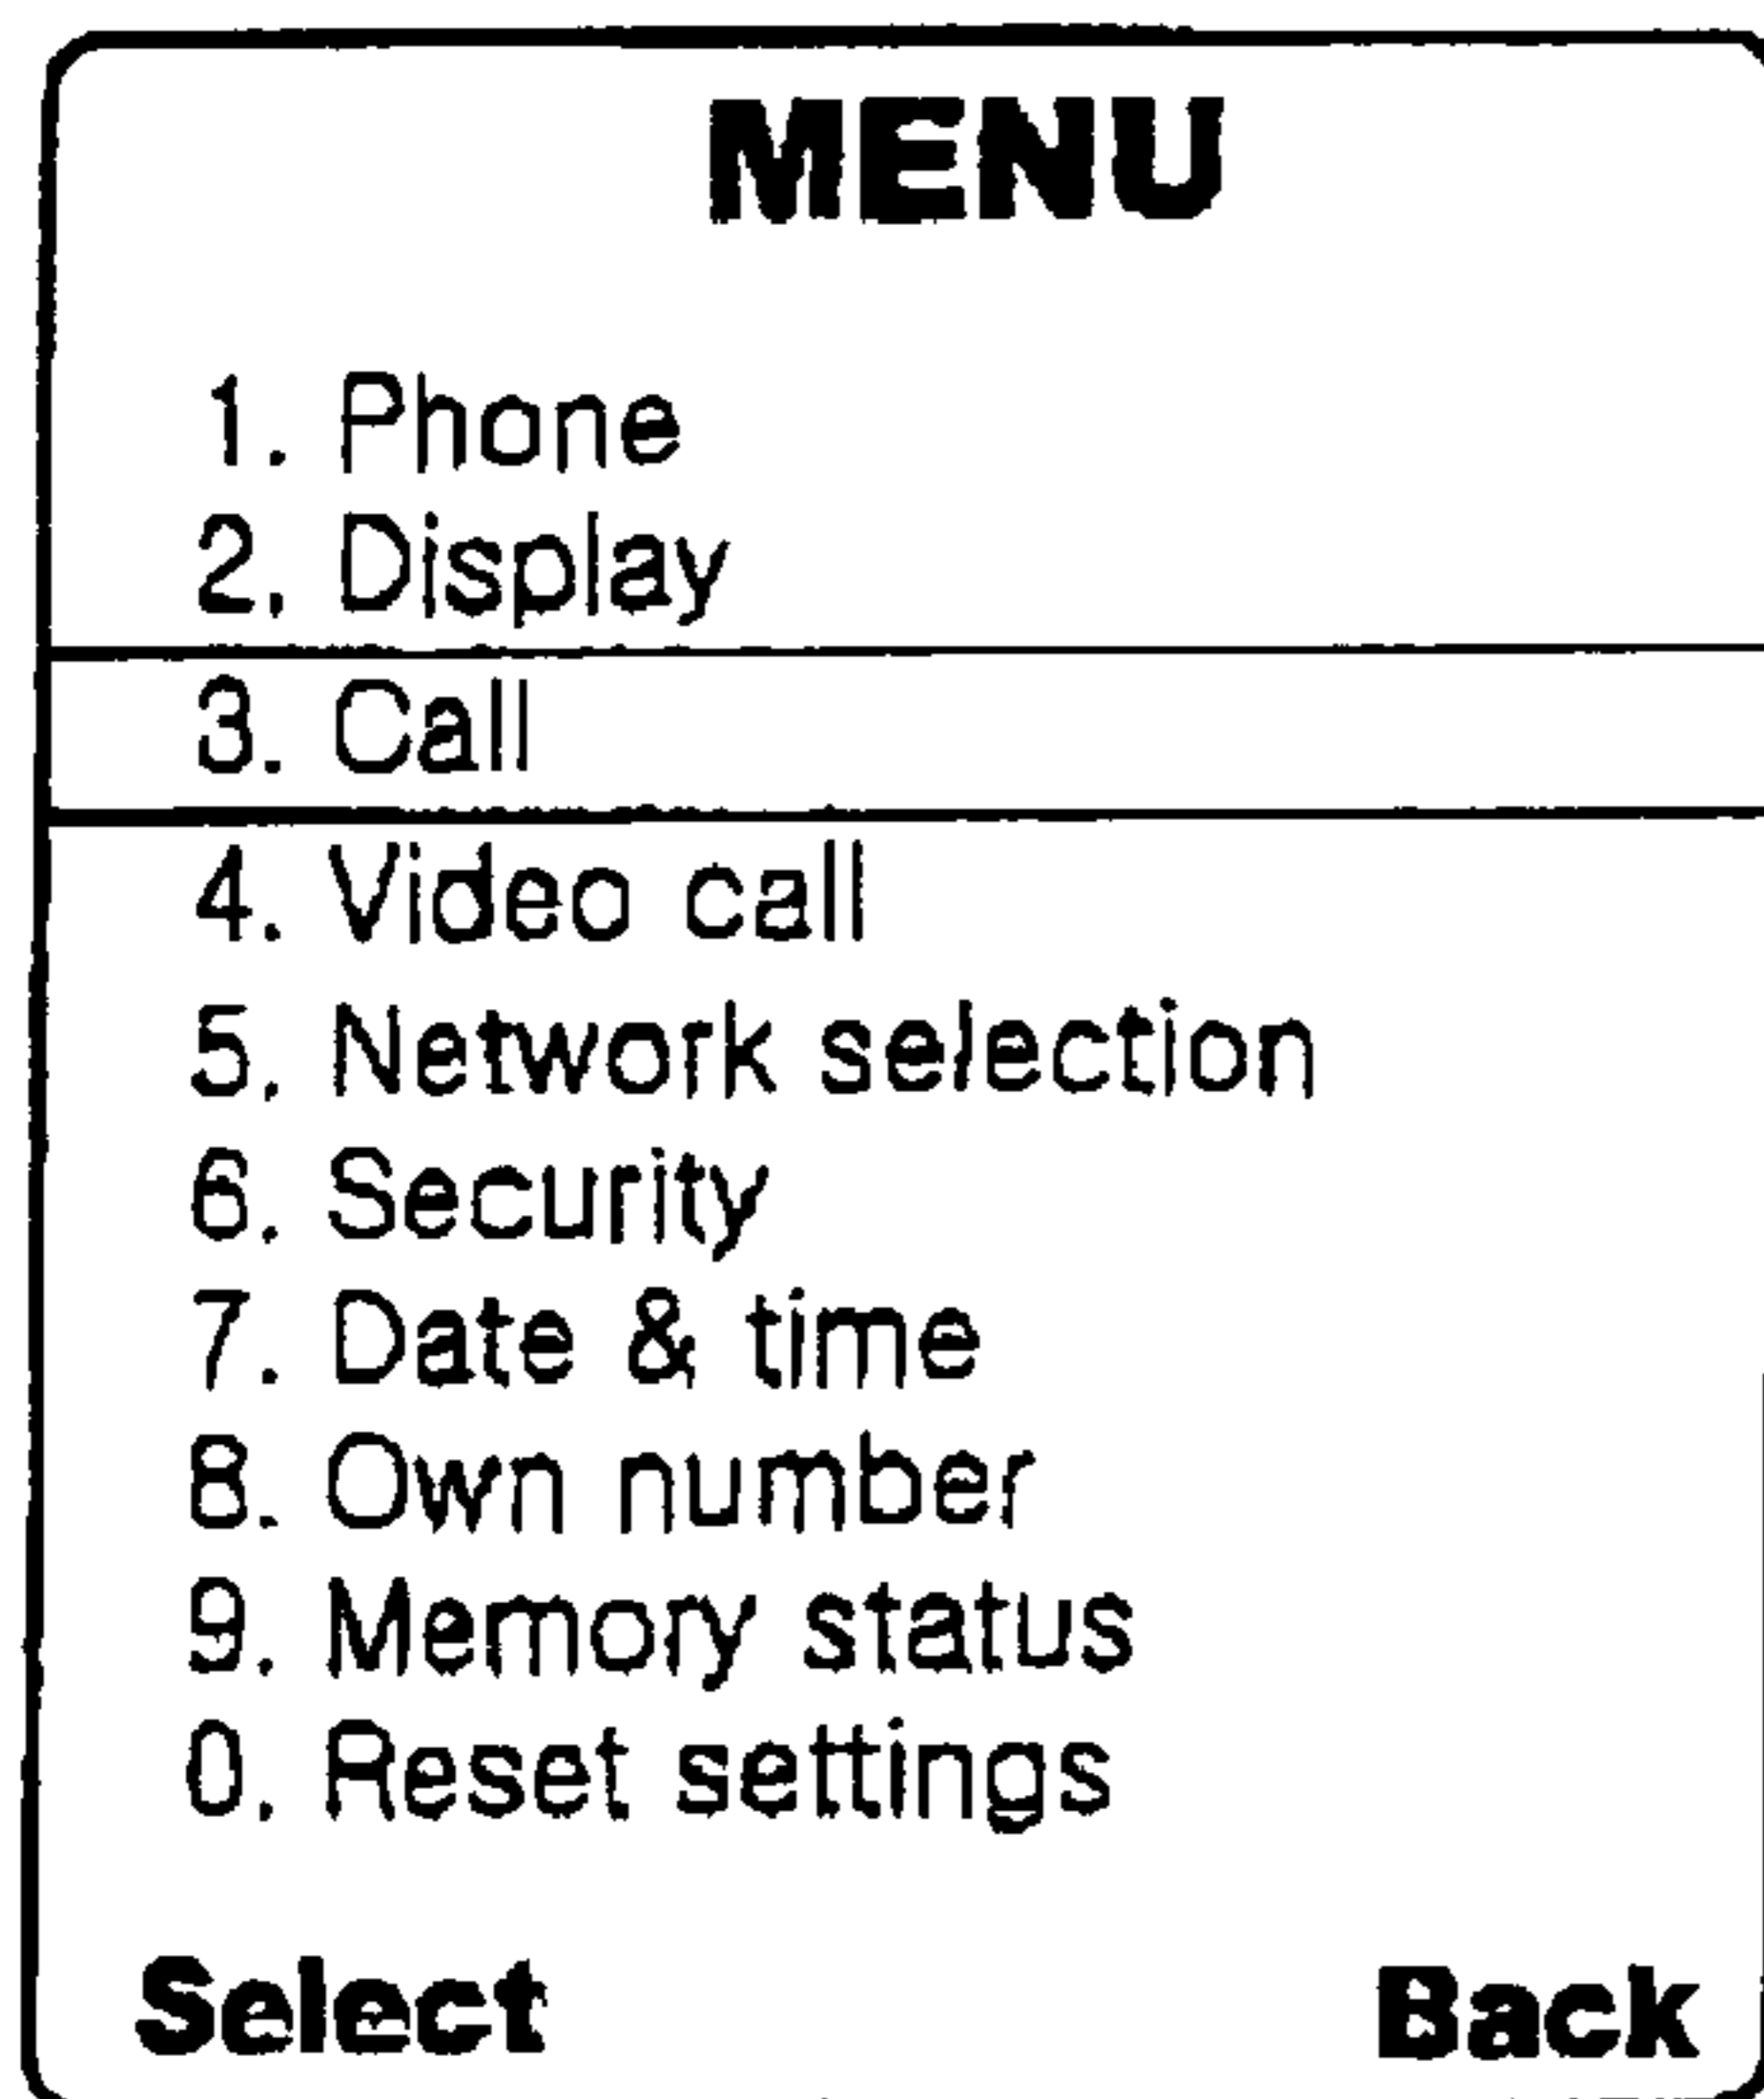 MENU
1. Phone
2. Display
3. Call
4. Video call
5. Network selection
6. Security
7. Date & time
8. Own number
9. Memory status
0. Reset settings
Select Back